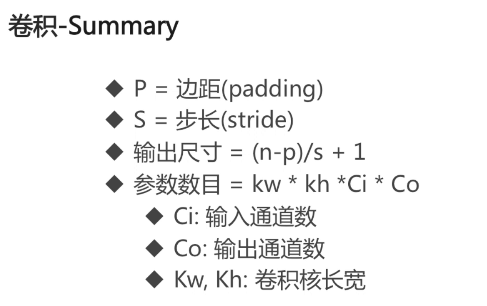 卷积-Summary
◆ P = 边距(padding)
◆ S = 步长(stride)
◆ 输出尺寸 = (n-p)/s + 1
◆ 参数数目 = kw * kh *Ci * Co
◆ Ci: 输入通道数
◆ Co: 输出通道数
◆ Kw, Kh: 卷积核长宽